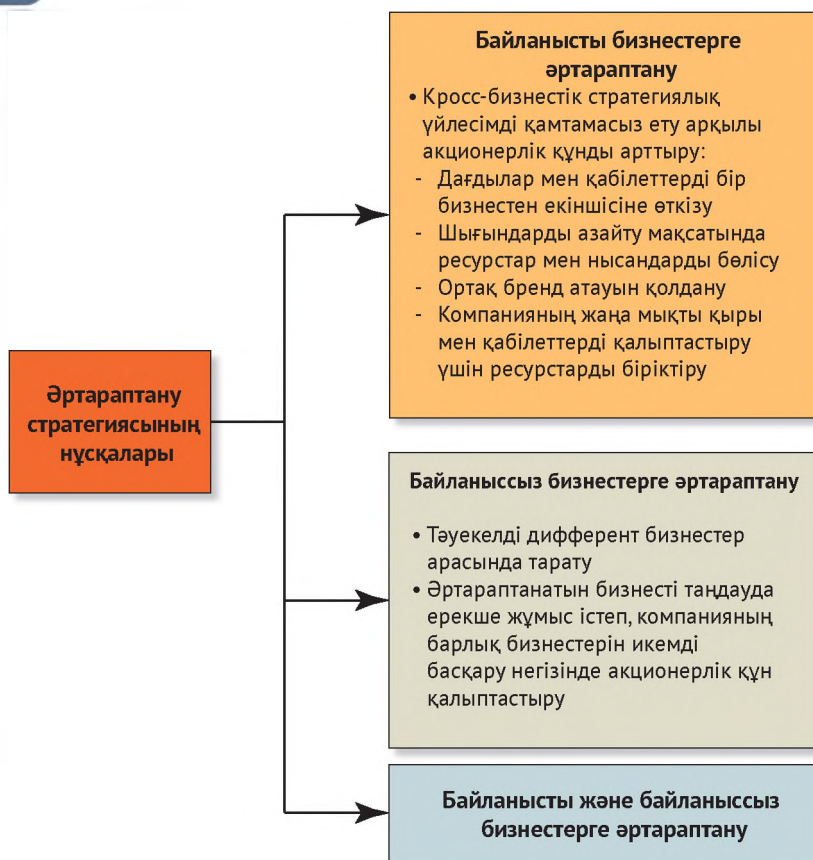 Әртараптану
стратегиясының
нұсқалары
Байланысты бизнестерге
әртараптану
• Кросс-бизнестік стратегиялық
үйлесімді қамтамасыз ету арқылы
акционерлік құнды арттыру:
- Дағдылар мен қабілеттерді бір
бизнестен екіншісіне өткізу
- Шығындарды азайту мақсатында
ресурстар мен нысандарды бөлісу
- Ортақ бренд атауын қолдану
- Компанияның жаңа мықты қыры
мен қабілеттерді қалыптастыру
үшін ресурстарды біріктіру
Байланыссыз бизнестерге әртараптану
• Тәуекелді дифферент бизнестер
арасында тарату
• Әртараптанатын бизнесті таңдауда
ерекше жұмыс істеп, компанияның
барлық бизнестерін икемді
басқару негізінде акционерлік құн
қалыптастыру
Байланысты және байланыссыз
бизнестерге әртараптану